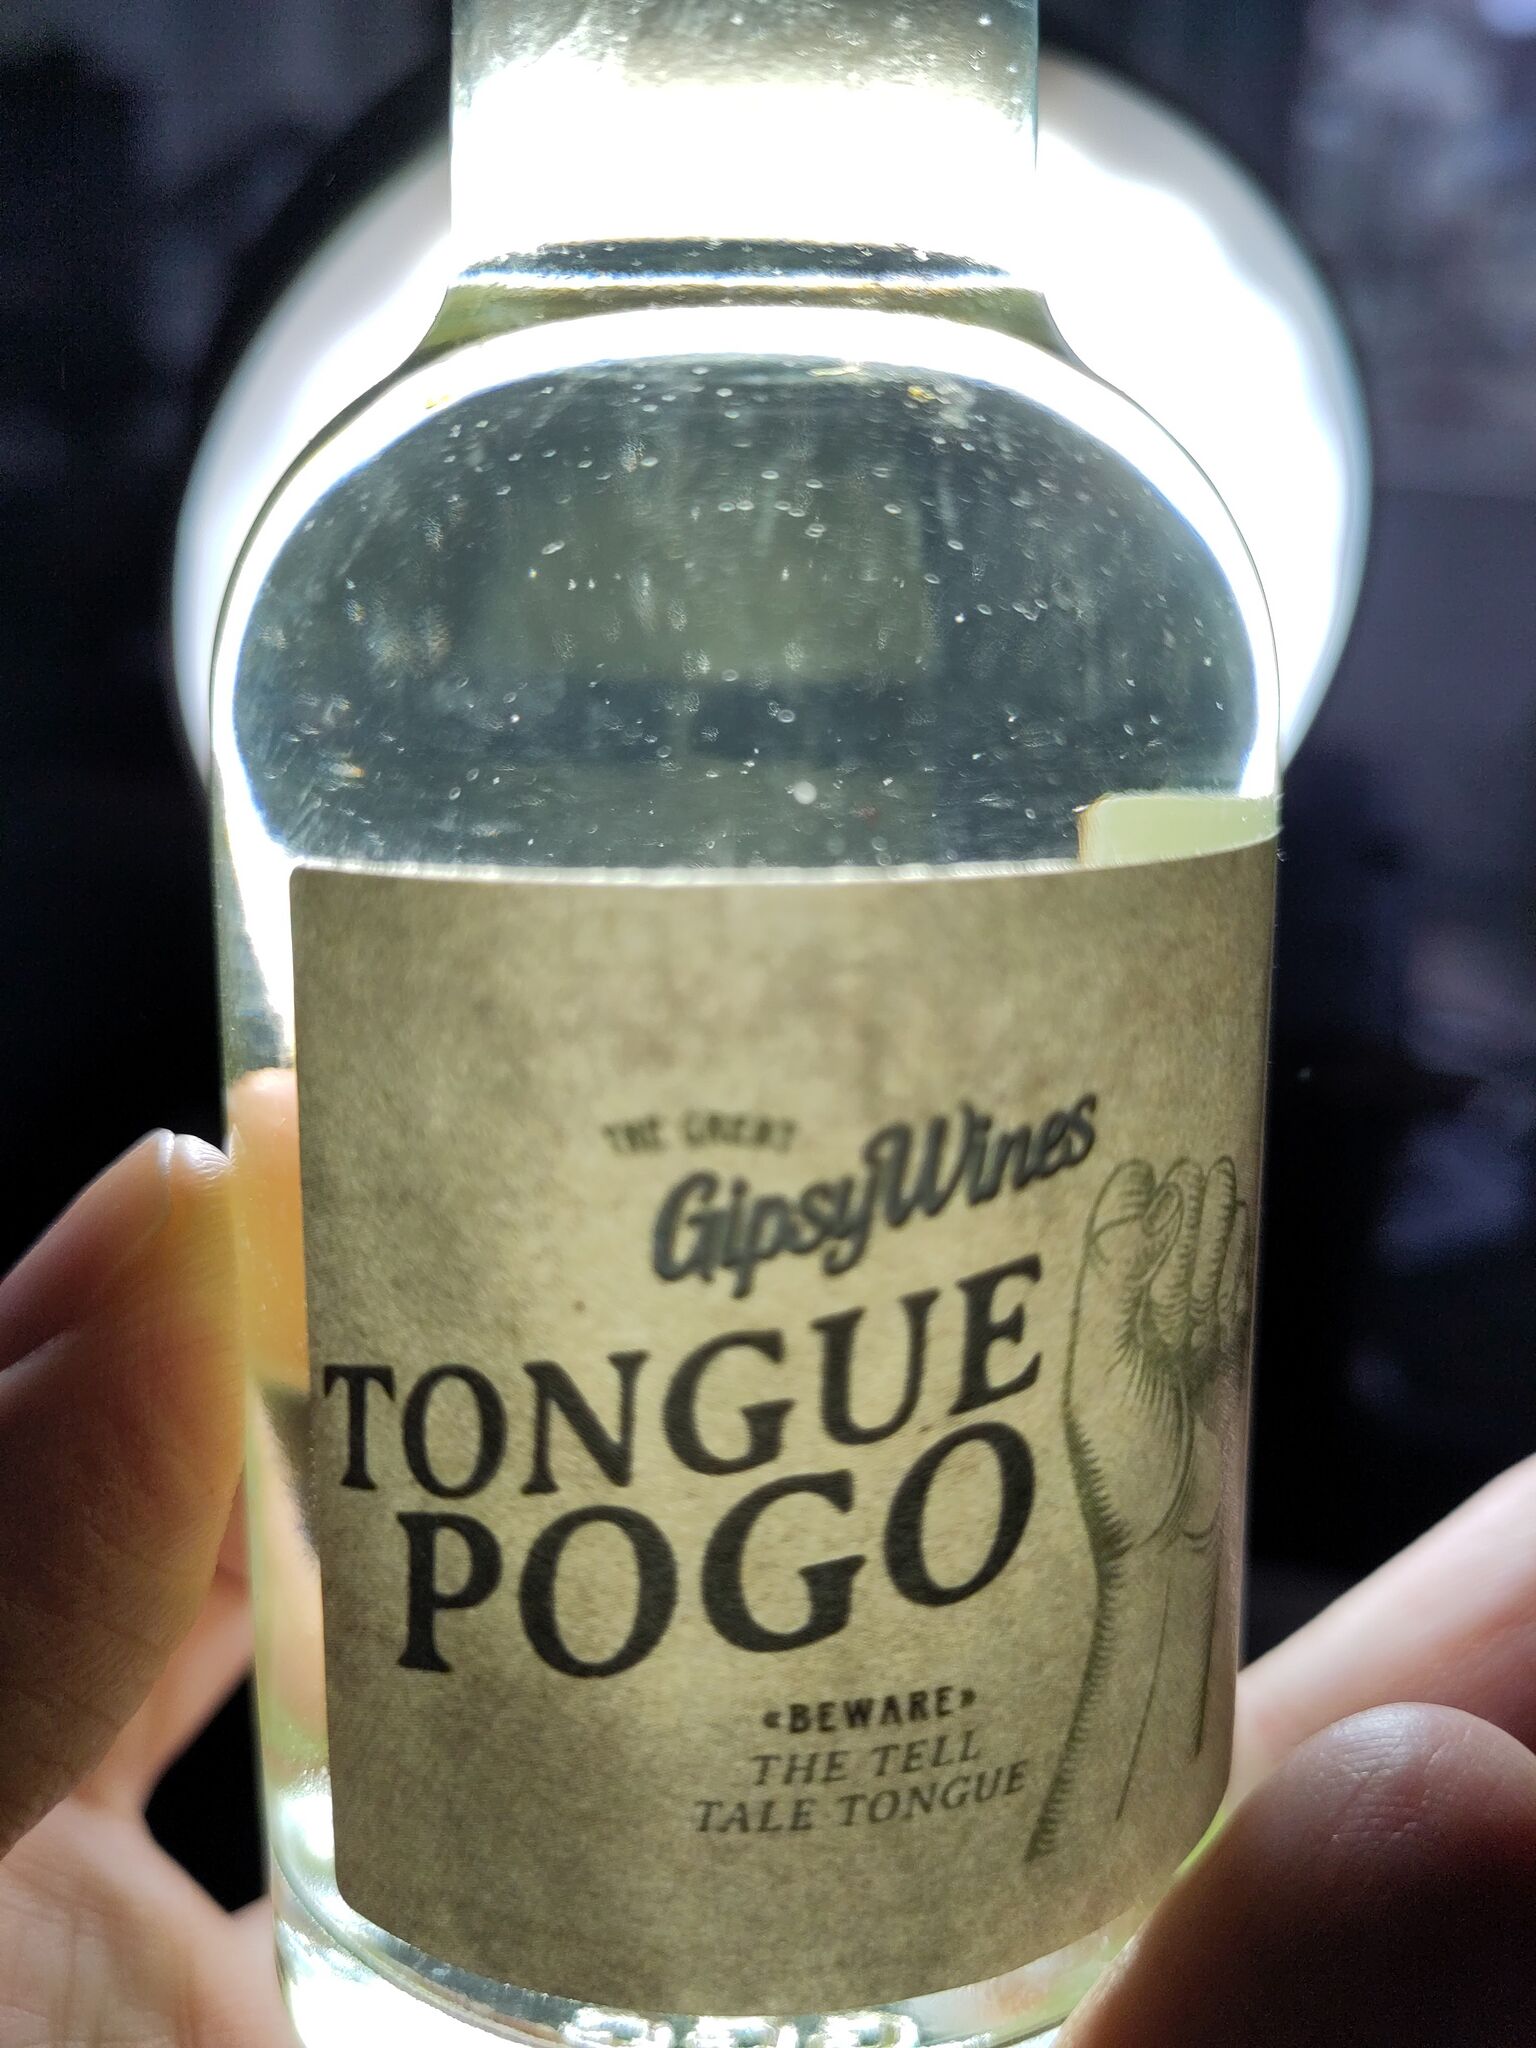 THE GREAT
GipsyWines
TONGUE
POGO
«BEWARE»
THE TELL
TALE TONGUE